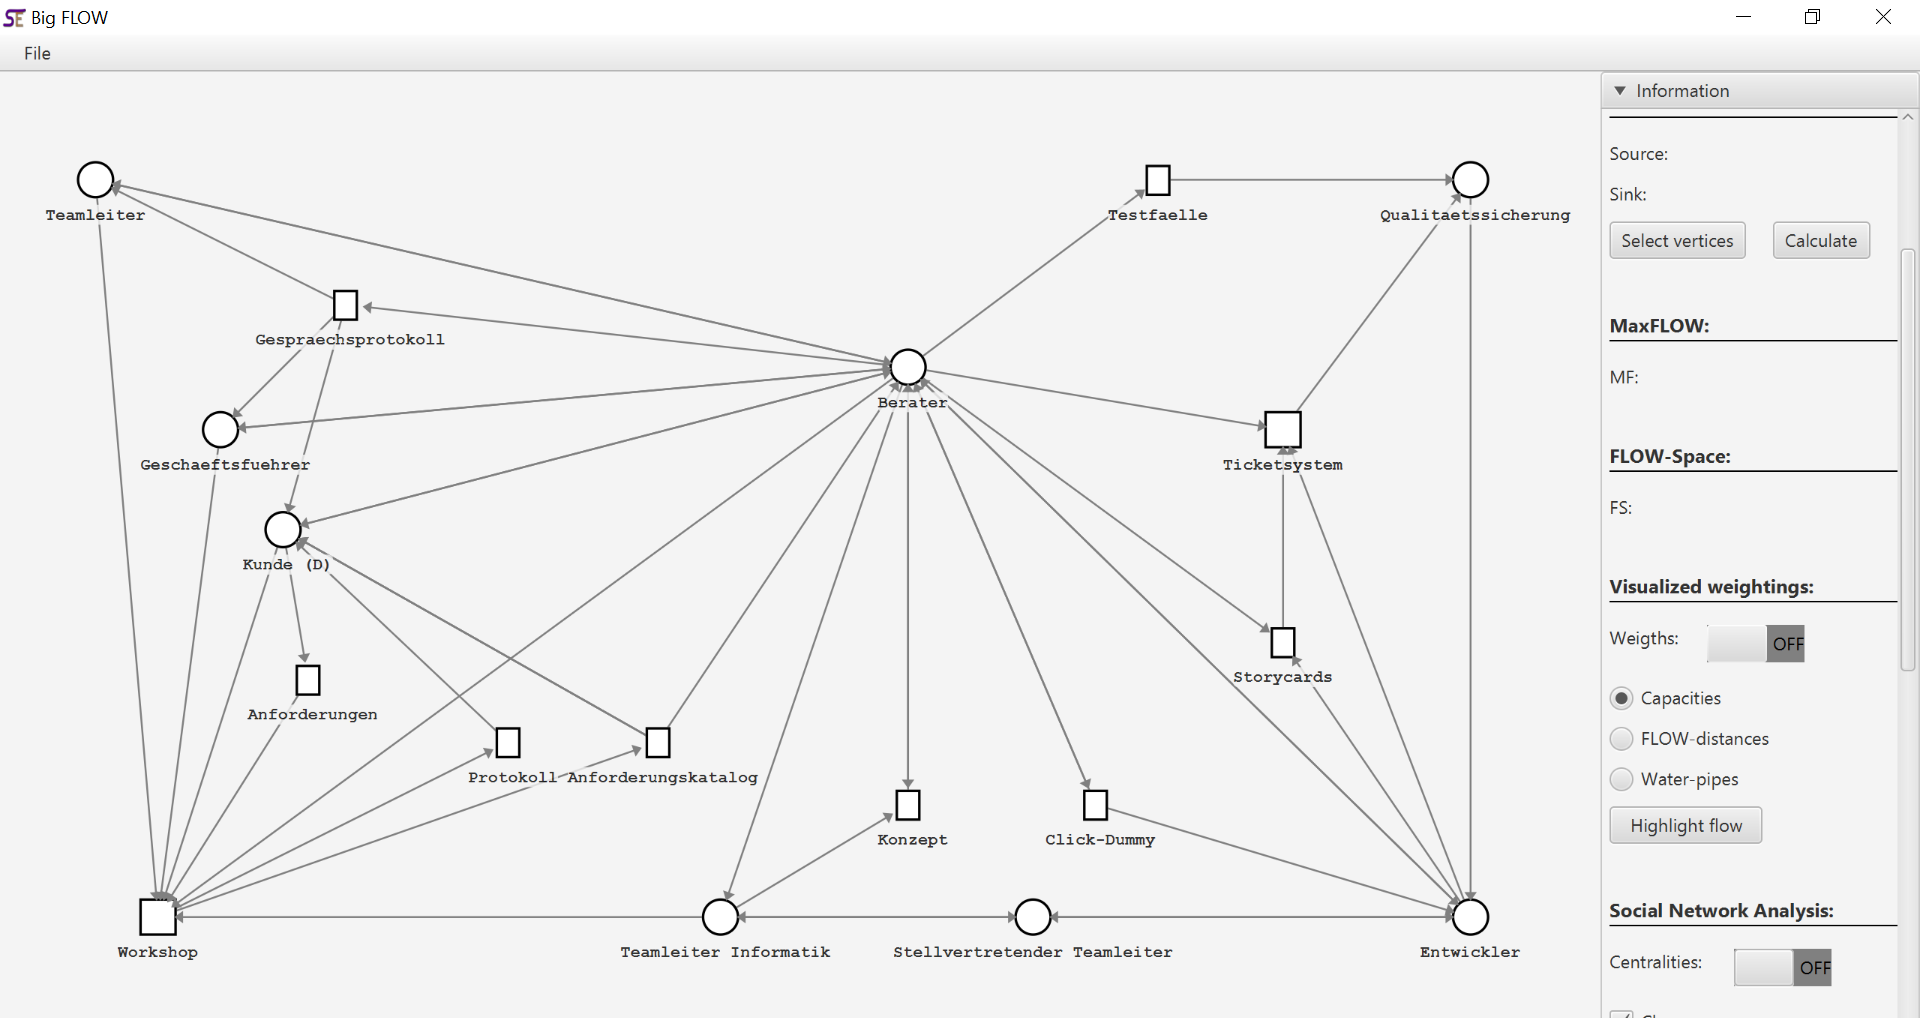 SE Big FLOW
File
Information
Source:
Sink:
Select vertices Calculate
MaxFLOW:
MF:
FLOW-Space:
FS:
Visualized weightings:
Weigths: OFF
Capacities
FLOW-distances
Water-pipes
Highlight flow
Social Network Analysis:
Centralities: OFF
Teamleiter
Testfaelle
Qualitaetssicherung
Gespraechsprotokoll
Berater
Geschaeftsfuehrer
Ticketsystem
Kunde (D)
Storycards
Anforderungen
Protokoll
Anforderungskatalog
Konzept
Click-Dummy
Workshop
Teamleiter Informatik
Stellvertretender Teamleiter
Entwickler